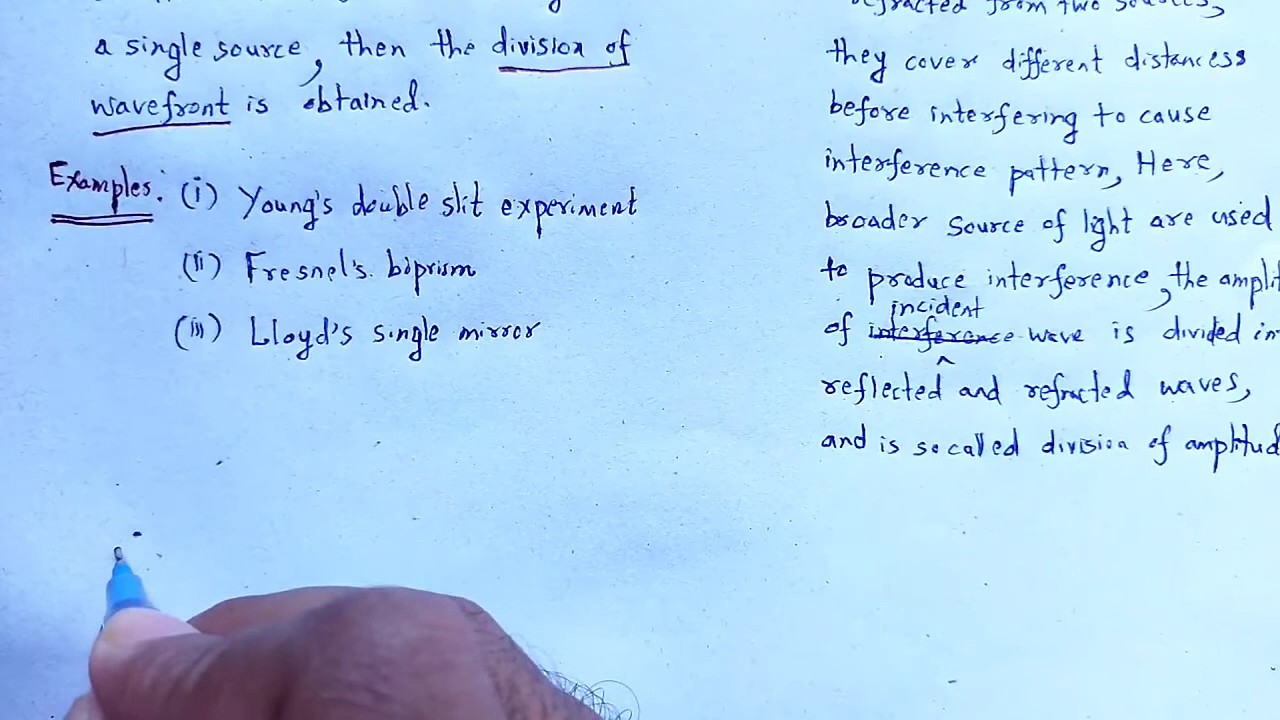 a single source, then the division of
wavefront is obtained.
Examples: (i) Young's double slit experiment
(ii) Fresnel's. biprism
(iii) Lloyd's single mirror
from two sources,
they cover different distancess
before interfering to cause
interference pattern, Here,
broader source of light are used
to produce interference, the
incident
of interference wave is divided
reflected and refracted waves,
and is so called division of